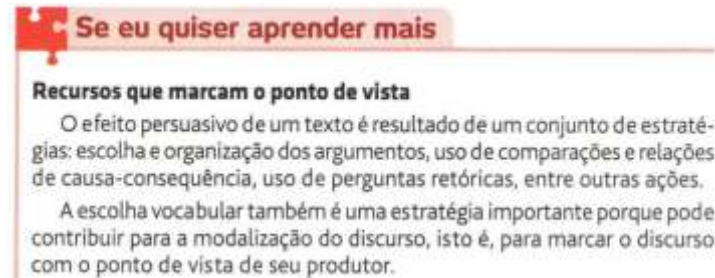 Se eu quiser aprender mais
Recursos que marcam o ponto de vista
O efeito persuasivo de um texto é resultado de um conjunto de estraté-
gias: escolha e organização dos argumentos, uso de comparações e relações
de causa-consequência, uso de perguntas retóricas, entre outras ações.
A escolha vocabular também é uma estratégia importante porque pode
contribuir para a modalização do discurso, isto é, para marcar o discurso
com o ponto de vista de seu produtor.